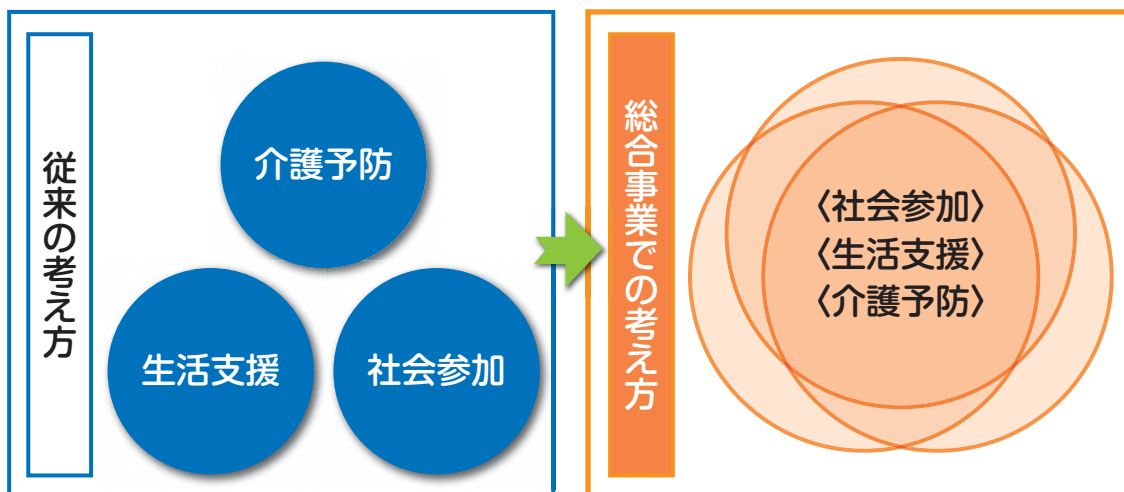 従来の考え方
介護予防
生活支援
社会参加
総合事業での考え方
〈社会参加〉
〈生活支援〉
〈介護予防〉